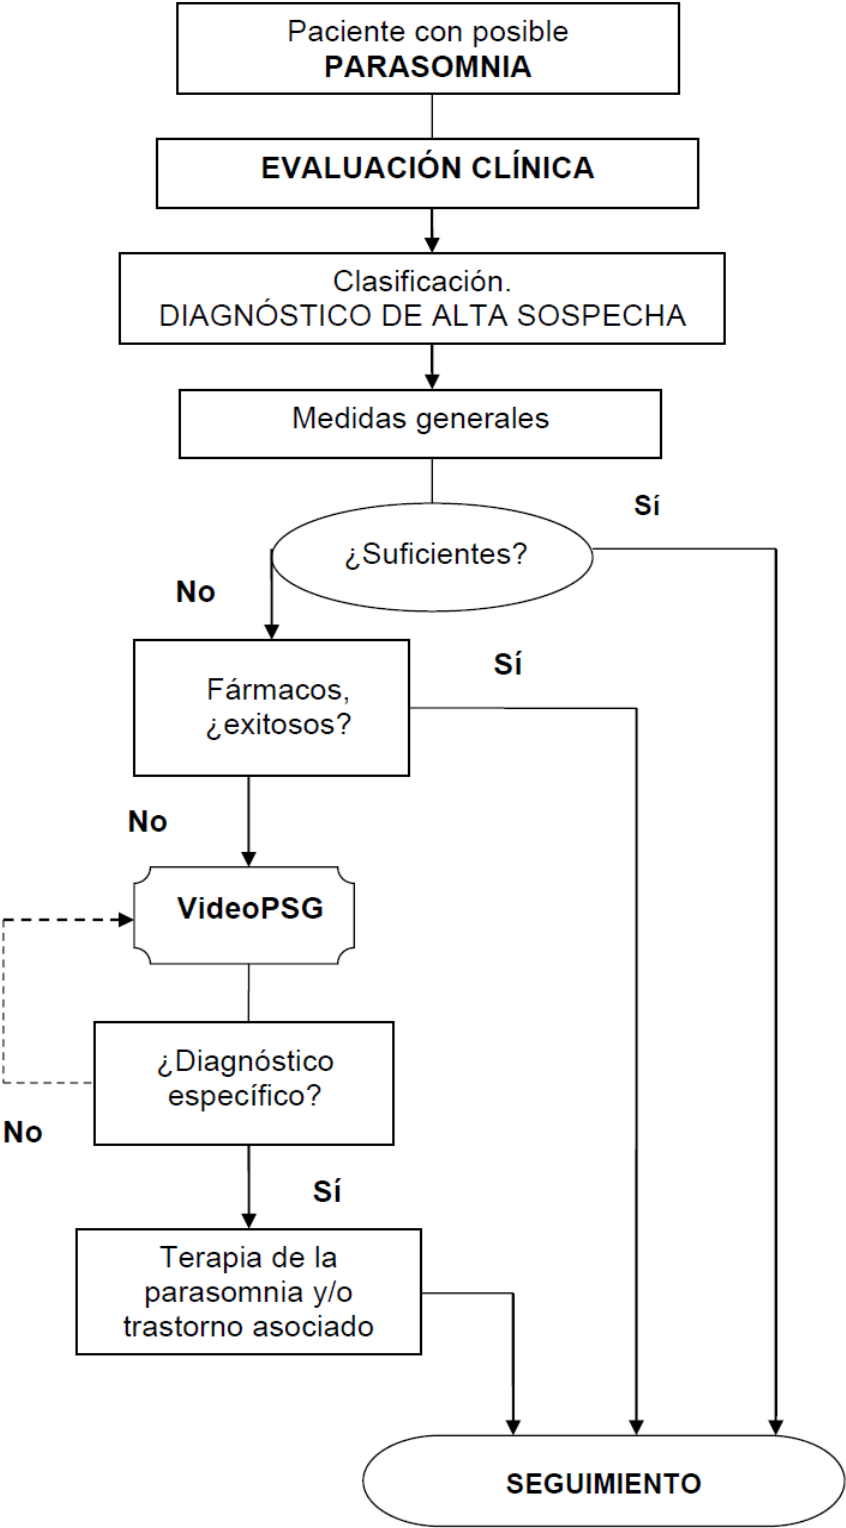 Paciente con posible
PARASOMNIA
EVALUACIÓN CLÍNICA
Clasificación.
DIAGNÓSTICO DE ALTA SOSPECHA
Medidas generales
Sí
¿Suficientes?
No
Sí
Fármacos,
¿exitosos?
No
VideoPSG
¿Diagnóstico
específico?
No
Sí
Terapia de la
parasomnia y/o
trastorno asociado
SEGUIMIENTO